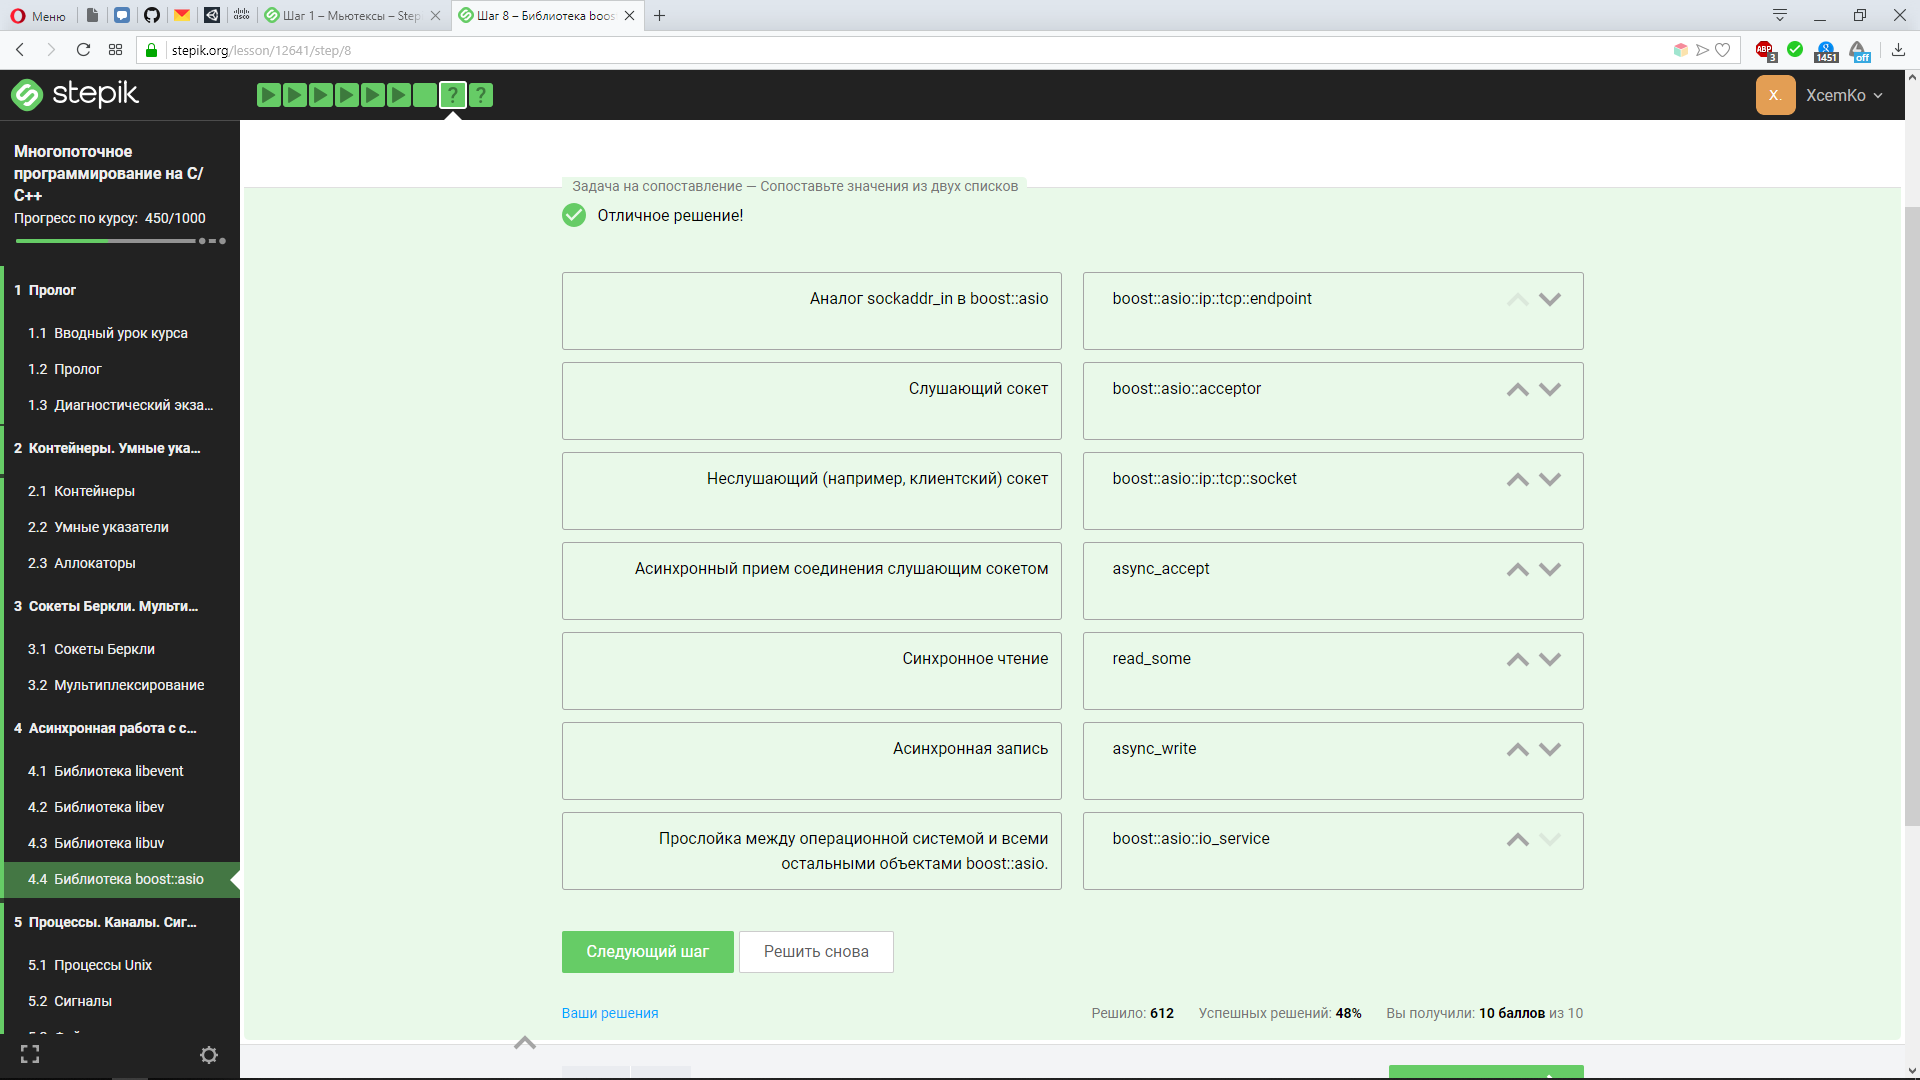 Меню
Шаг 1 – Мьютексы – Step
Шаг 8 – Библиотека boos
stepik.org/lesson/12641/step/8
ABP
3
1451
off
stepik
?
?
X.
XcemKo
Многопоточное
программирование на C/
C++
Прогресс по курсу: 450/1000
1 Пролог
1.1 Вводный урок курса
1.2 Пролог
1.3 Диагностический экза...
2 Контейнеры. Умные ука...
2.1 Контейнеры
2.2 Умные указатели
2.3 Аллокаторы
3 Сокеты Беркли. Мульти...
3.1 Сокеты Беркли
3.2 Мультиплексирование
4 Асинхронная работа с с...
4.1 Библиотека libevent
4.2 Библиотека libev
4.3 Библиотека libuv
4.4 Библиотека boost::asio
5 Процессы. Каналы. Сиг...
5.1 Процессы Unix
5.2 Сигналы
Задача на сопоставление — Сопоставьте значения из двух списков
Отличное решение!
Аналог sockaddr_in в boost::asio
boost::asio::ip::tcp::endpoint
Слушающий сокет
boost::asio::acceptor
Неслушающий (например, клиентский) сокет
boost::asio::ip::tcp::socket
Асинхронный прием соединения слушающим сокетом
async_accept
Синхронное чтение
read_some
Асинхронная запись
async_write
Прослойка между операционной системой и всеми
остальными объектами boost::asio.
boost::asio::io_service
Следующий шаг
Решить снова
Ваши решения
Решило: 612
Успешных решений: 48%
Вы получили: 10 баллов из 10